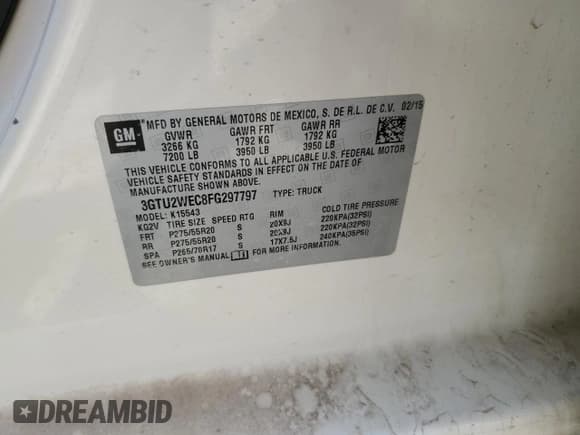 GM
MFD BY GENERAL MOTORS DE MEXICO, S. DE R.L. DE C.V. 02/15
GVWR GAWR FRT GAWR RR
3266 KG 1792 KG 1792 KG
7200 LB 3950 LB 3950 LB
THIS VEHICLE CONFORMS TO ALL APPLICABLE U.S. FEDERAL MOTOR
VEHICLE SAFETY STANDARDS IN EFFECT ON THE DATE OF
MANUFACTURE SHOWN ABOVE.
3GTU2WEC8FG297797 TYPE: TRUCK
MODEL: K15543
KG2V TIRE SIZE SPEED RTG RIM COLD TIRE PRESSURE
FRT P275/55R20 S 20X9J 220KPA(32PSI)
RR P275/55R20 S 20X9J 220KPA(32PSI)
SPA P265/70R17 S 17X7.5J 240KPA(35PSI)
SEE OWNER'S MANUAL FOR MORE INFORMATION.
DREAMBID